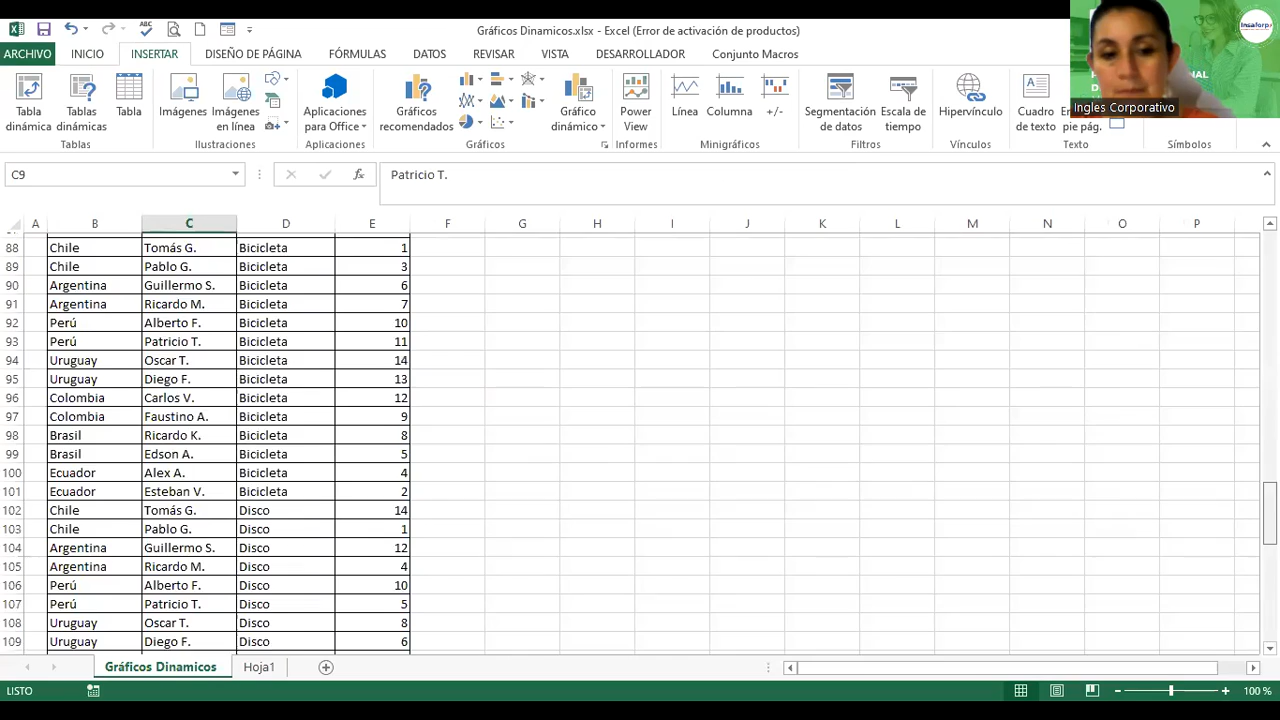 Gráficos Dinamicos.xlsx - Excel (Error de activación de productos)
ARCHIVO INICIO INSERTAR DISEÑO DE PÁGINA FÓRMULAS DATOS REVISAR VISTA DESARROLLADOR Conjunto Macros
Tabla dinámica
Tablas dinámicas
Tabla
Tablas
Imágenes
Imágenes en línea
Ilustraciones
Aplicaciones para Office
Aplicaciones
Gráficos recomendados
Gráfico dinámico
Gráficos
Power View
Informes
Línea
Columna
+/-
Minigráficos
Segmentación de datos
Escala de tiempo
Filtros
Hipervínculo
Vínculos
Cuadro de texto
pie pág.
Texto
Símbolos
Ingles Corporativo
Insaforp
C9 fx Patricio T.
A B C D E F G H I J K L M N O P
88 Chile Tomás G. Bicicleta 1
89 Chile Pablo G. Bicicleta 3
90 Argentina Guillermo S. Bicicleta 6
91 Argentina Ricardo M. Bicicleta 7
92 Perú Alberto F. Bicicleta 10
93 Perú Patricio T. Bicicleta 11
94 Uruguay Oscar T. Bicicleta 14
95 Uruguay Diego F. Bicicleta 13
96 Colombia Carlos V. Bicicleta 12
97 Colombia Faustino A. Bicicleta 9
98 Brasil Ricardo K. Bicicleta 8
99 Brasil Edson A. Bicicleta 5
100 Ecuador Alex A. Bicicleta 4
101 Ecuador Esteban V. Bicicleta 2
102 Chile Tomás G. Disco 14
103 Chile Pablo G. Disco 1
104 Argentina Guillermo S. Disco 12
105 Argentina Ricardo M. Disco 4
106 Perú Alberto F. Disco 10
107 Perú Patricio T. Disco 5
108 Uruguay Oscar T. Disco 8
109 Uruguay Diego F. Disco 6
Gráficos Dinamicos Hoja1
LISTO 100 %